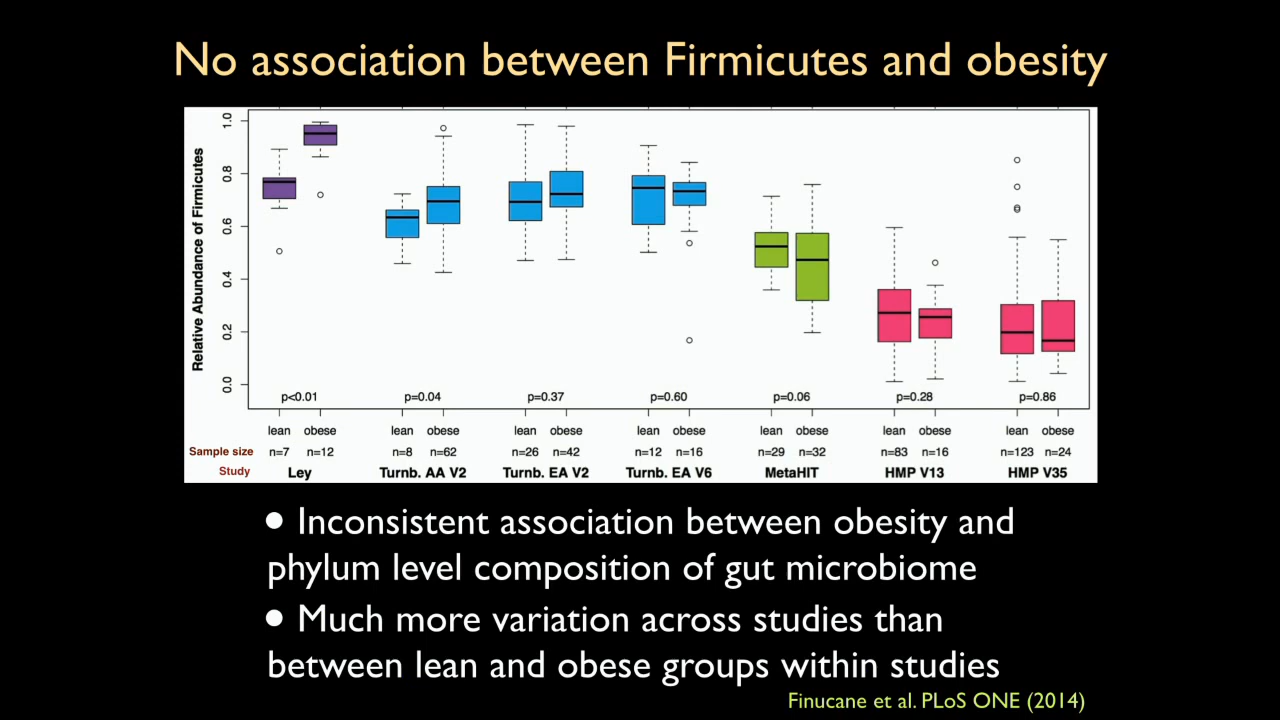 No association between Firmicutes and obesity
Relative Abundance of Firmicutes
1.0
0.8
0.6
0.4
0.2
0.0
p<0.01 p=0.04 p=0.37 p=0.60 p=0.06 p=0.28 p=0.86
lean obese lean obese lean obese lean obese lean obese lean obese lean obese
Sample size n=7 n=12 n=8 n=62 n=26 n=42 n=12 n=16 n=29 n=32 n=83 n=16 n=123 n=24
Study Ley Turnb. AA V2 Turnb. EA V2 Turnb. EA V6 MetaHIT HMP V13 HMP V35
• Inconsistent association between obesity and
phylum level composition of gut microbiome
• Much more variation across studies than
between lean and obese groups within studies
Finucane et al. PLoS ONE (2014)